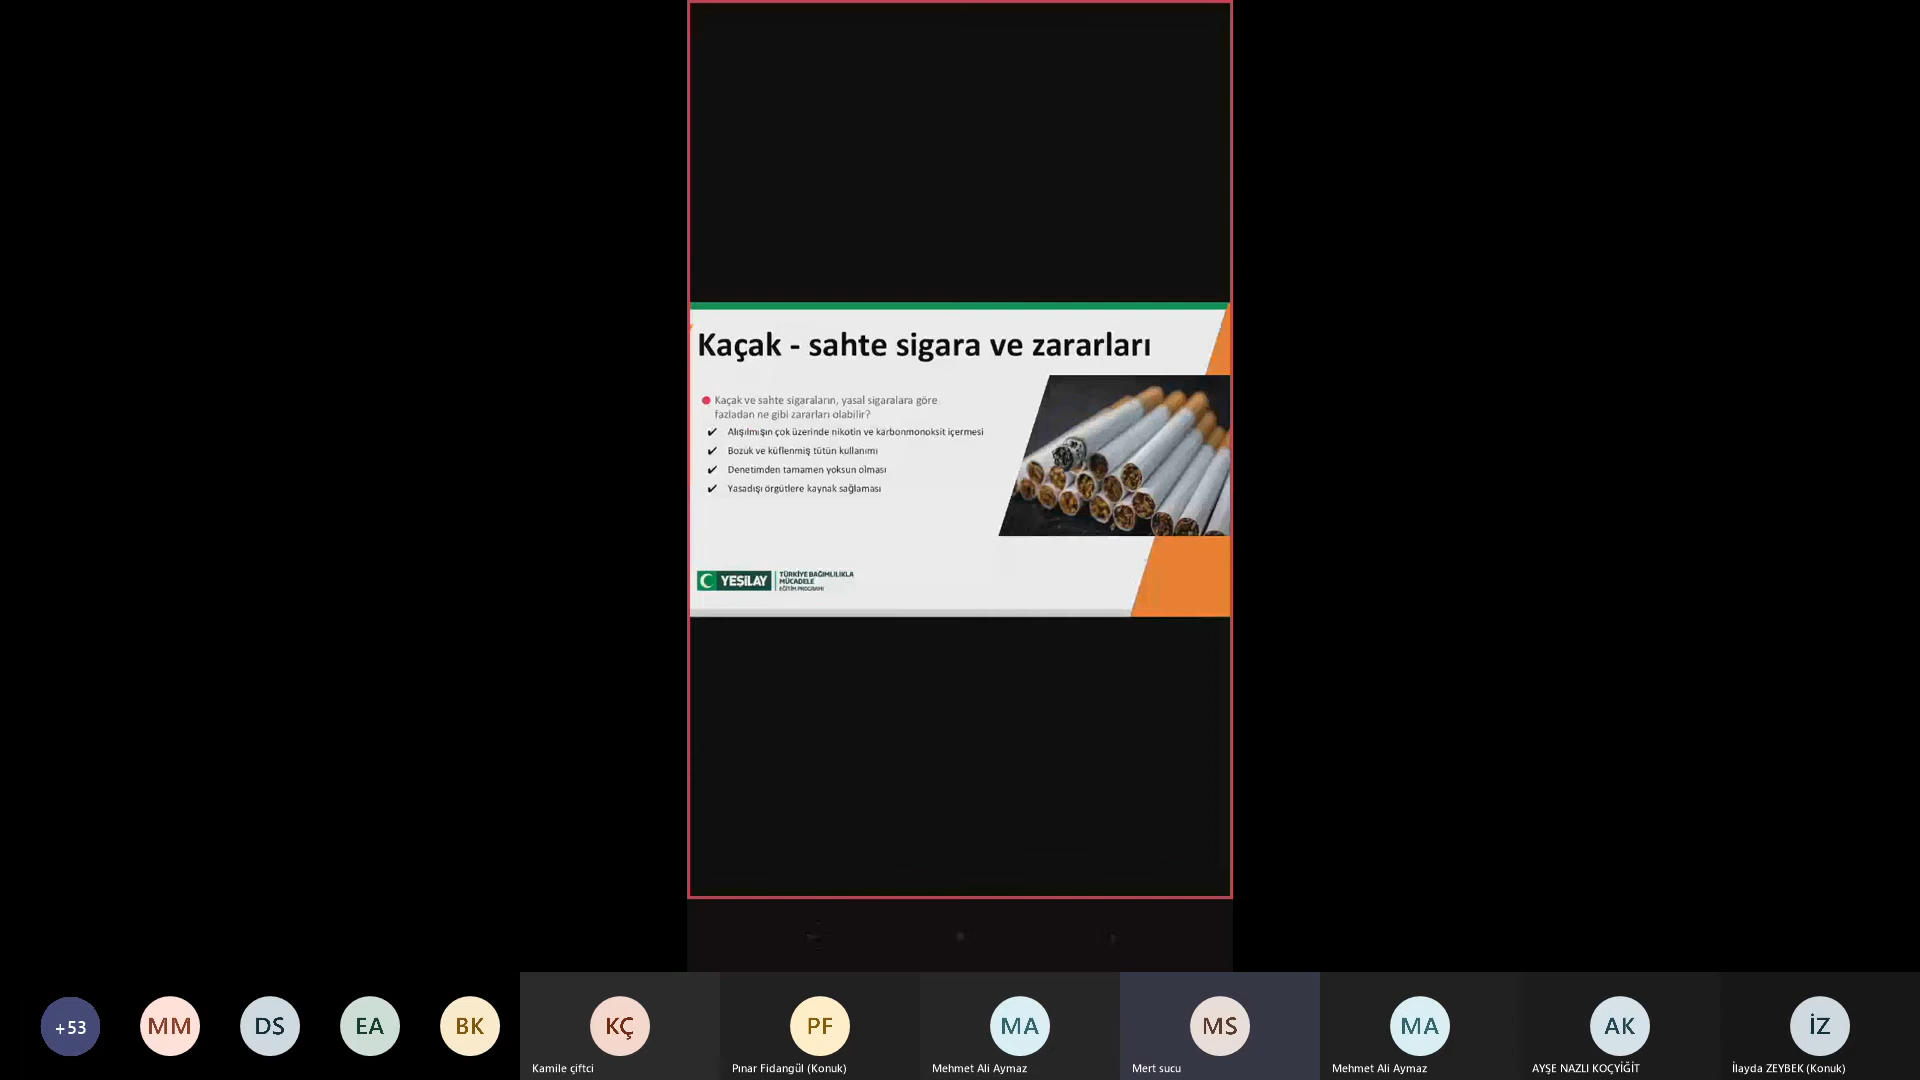 Kaçak - sahte sigara ve zararları
Kaçak ve sahte sigaraların, yasal sigaralara göre
fazladan ne gibi zararları olabilir?
✔ Alışılmışın çok üzerinde nikotin ve karbonmonoksit içermesi
✔ Bozuk ve küflenmiş tütün kullanımı
✔ Denetimden tamamen yoksun olması
✔ Yasadışı örgütlere kaynak sağlaması
YEŞİLAY
TÜRKİYE BAĞIMLILIKLA
MÜCADELE
EĞİTİM PROGRAMI
+53 MM DS EA BK KÇ PF MA MS MA AK İZ
Kamile çiftci Pınar Fidangül (Konuk) Mehmet Ali Aymaz Mert sucu Mehmet Ali Aymaz AYŞE NAZLI KOÇYİĞİT İlayda ZEYBEK (Konuk)